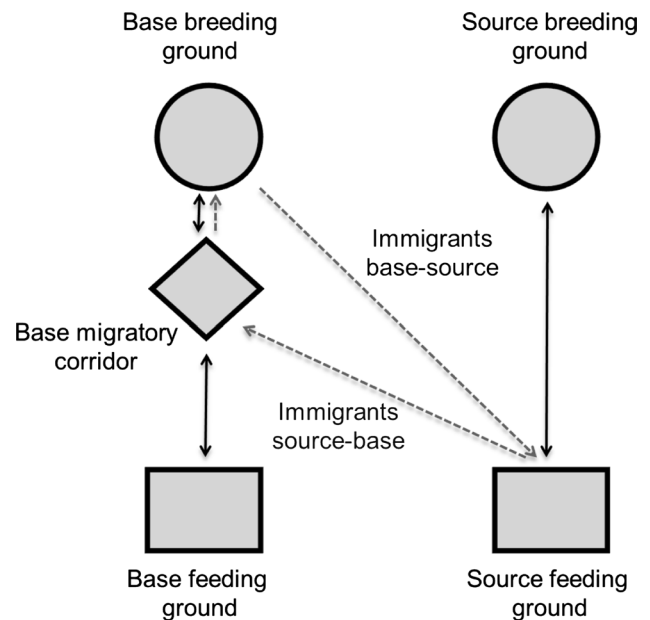 Base breeding
ground
Source breeding
ground
Immigrants
base-source
Base migratory
corridor
Immigrants
source-base
Base feeding
ground
Source feeding
ground